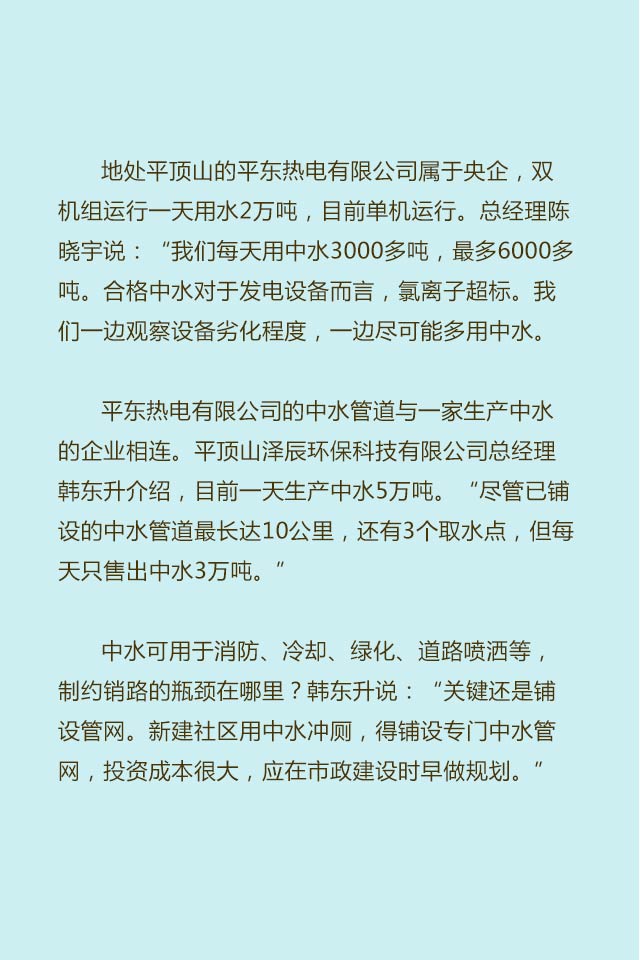 地处平顶山的平东热电有限公司属于央企，双
机组运行一天用水2万吨，目前单机运行。总经理陈
晓宇说：“我们每天用中水3000多吨，最多6000多
吨。合格中水对于发电设备而言，氯离子超标。我
们一边观察设备劣化程度，一边尽可能多用中水。
平东热电有限公司的中水管道与一家生产中水
的企业相连。平顶山泽辰环保科技有限公司总经理
韩东升介绍，目前一天生产中水5万吨。“尽管已铺
设的中水管道最长达10公里，还有3个取水点，但每
天只售出中水3万吨。”
中水可用于消防、冷却、绿化、道路喷洒等，
制约销路的瓶颈在哪里？韩东升说：“关键还是铺
设管网。新建社区用中水冲厕，得铺设专门中水管
网，投资成本很大，应在市政建设时早做规划。”